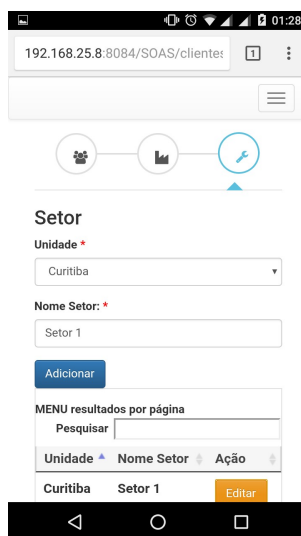 01:28
192.168.25.8:8084/SOAS/clientes
1
Setor
Unidade *
Curitiba
Nome Setor: *
Setor 1
Adicionar
MENU resultados por página
Pesquisar
Unidade Nome Setor Ação
Curitiba Setor 1 Editar